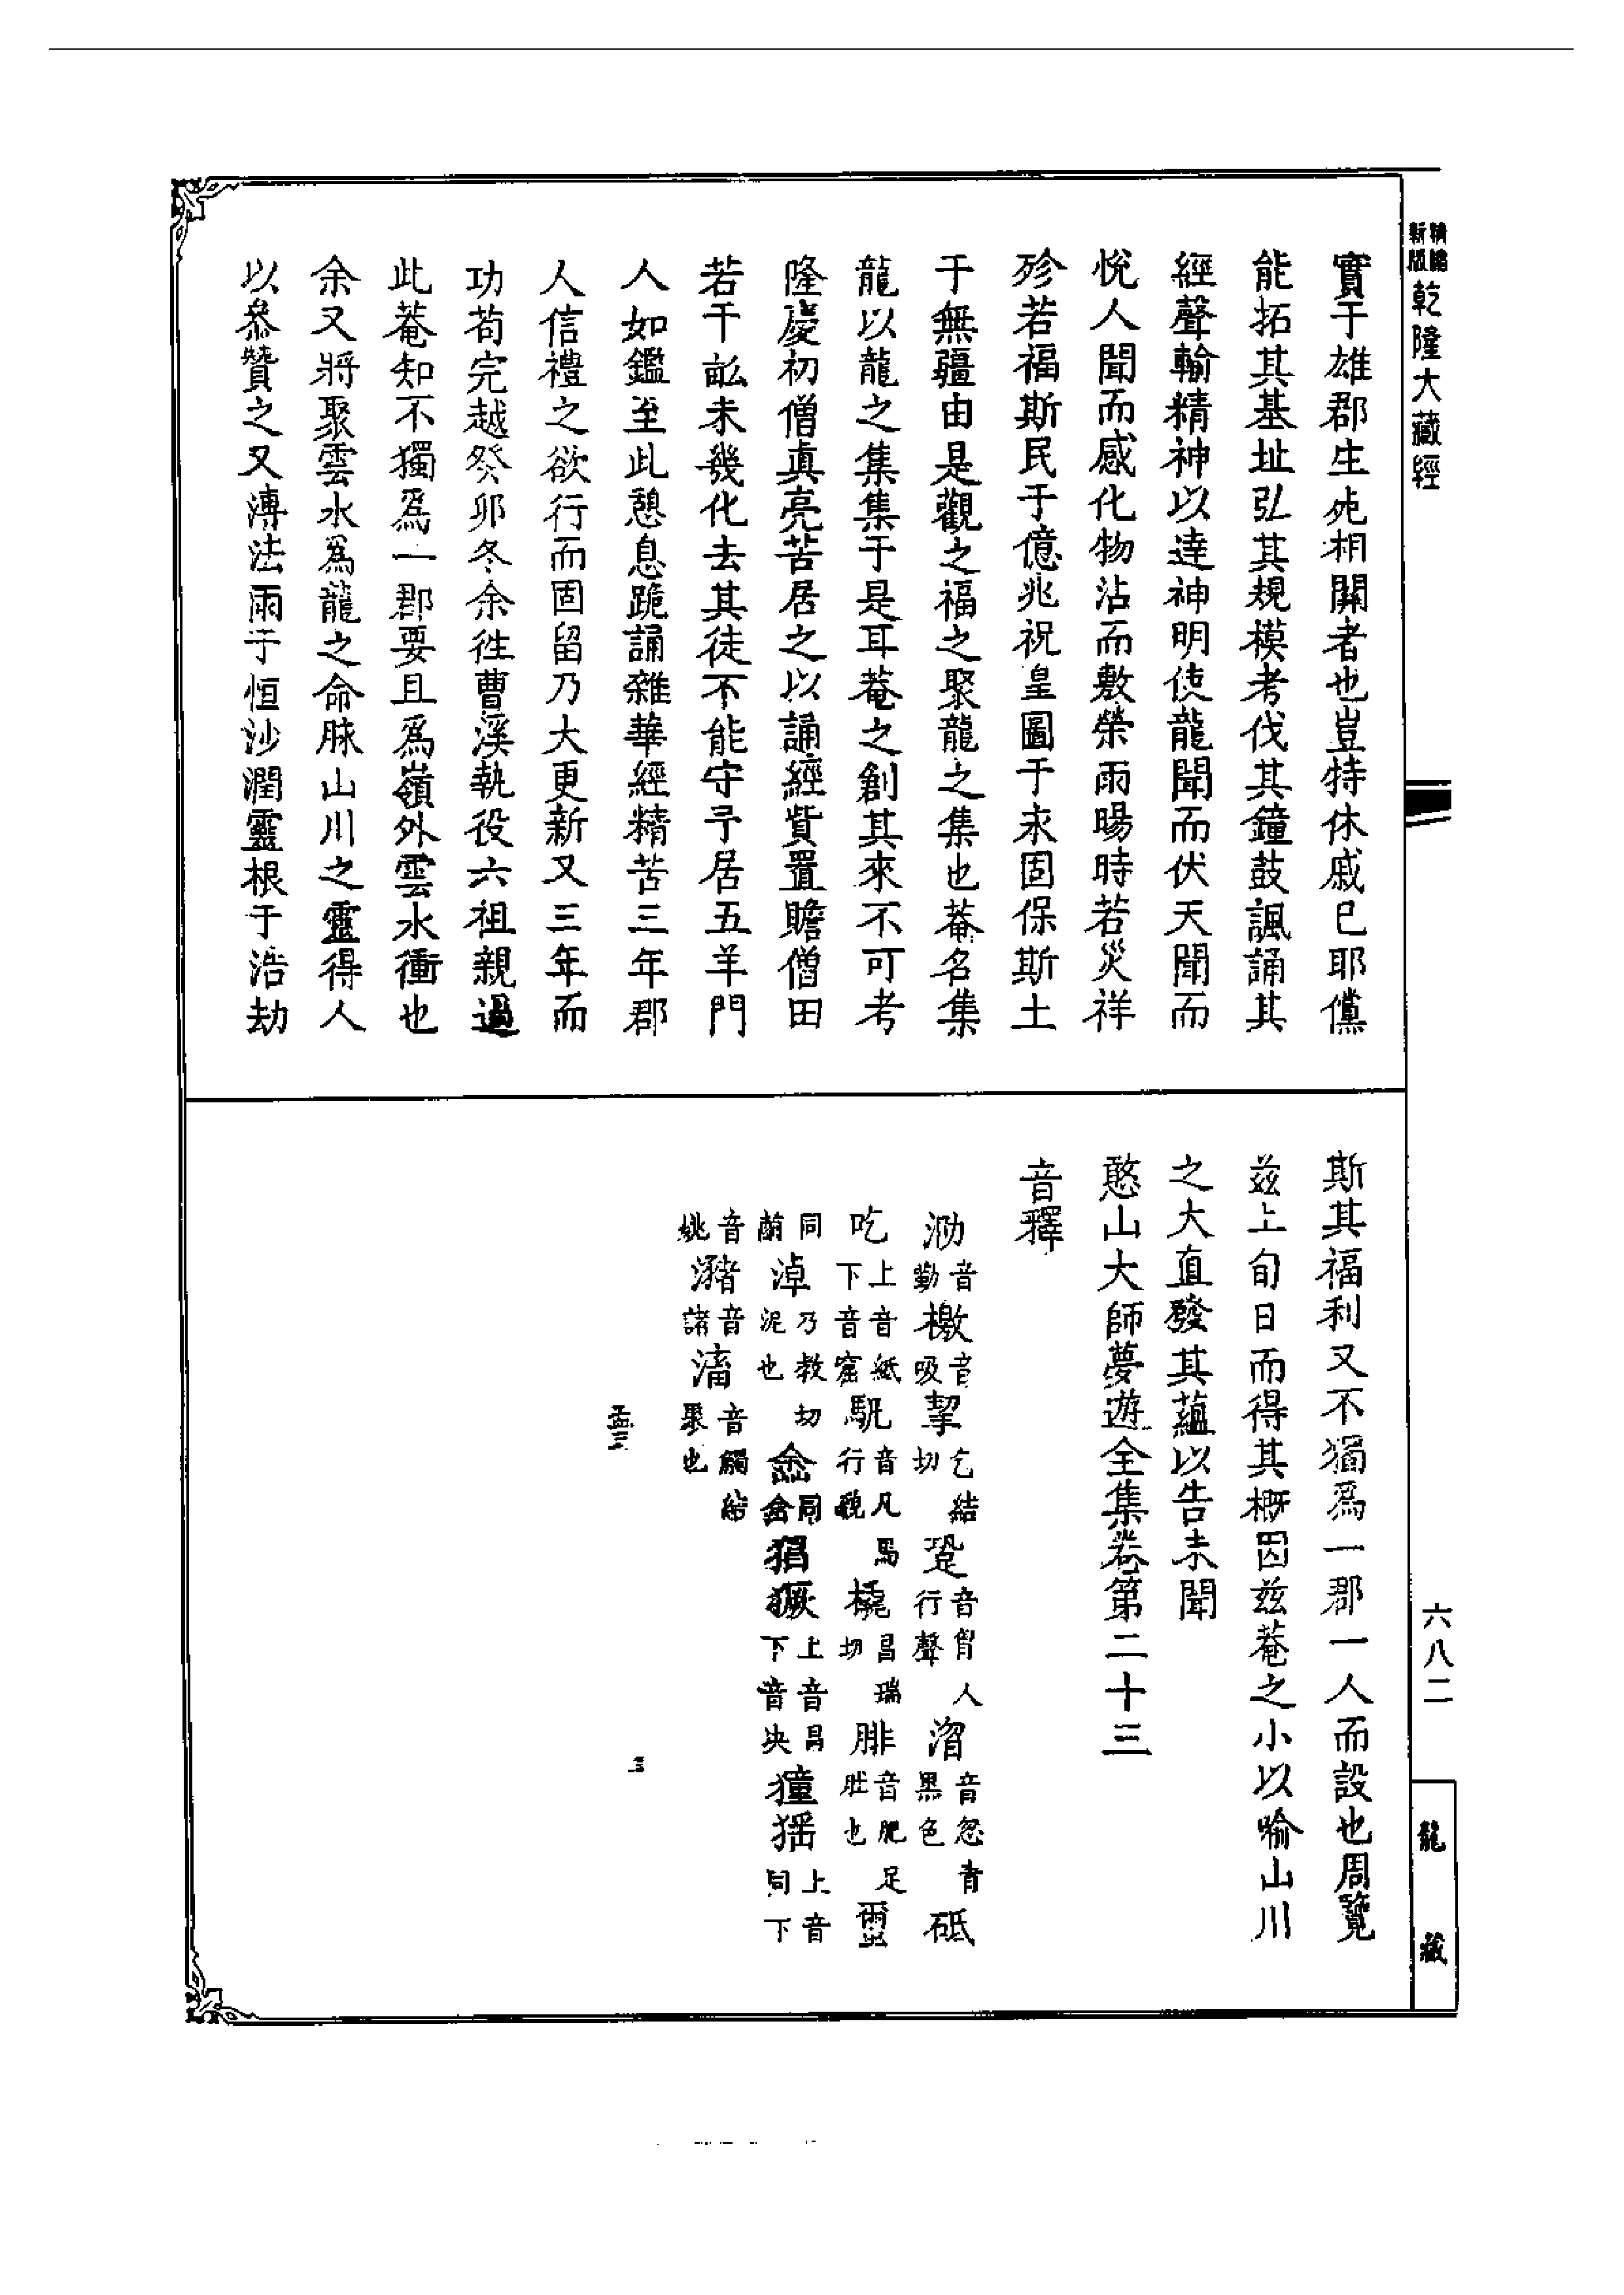 新版
乾隆大藏經
實于雄郡生此相關者也豈特休戚已耶儻
能拓其基址弘其規模考伐其鐘鼓諷誦其
經聲輸精神以達神明使龍聞而伏天聞而
悅人聞而感化物沾而敷榮雨暘時若災祥
殄若福斯民于億兆祝皇圖于永固保斯土
于無疆由是觀之福之聚龍之集也菴名集
龍以龍之集集于是耳菴之創其來不可考
隆慶初僧真亮苦居之以誦經貲置贍僧田
若干畝未幾化去其徒不能守予居五羊門
人如鑑至此憩息跪誦雜華經精苦三年郡
人信禮之欲行而固留乃大更新又三年而
功苟完越癸卯冬余徃曹溪執役六祖親過
此菴知不獨爲一郡要且爲嶺外雲水衝也
余又將聚雲水爲龍之命脉山川之靈得人
以叅贊之又溥法雨于恒沙潤靈根于浩劫
斯其福利又不獨爲一郡一人而設也周覽
茲上旬日而得其概因茲菴之小以喻山川
之大直發其蘊以告未聞
憨山大師夢遊全集卷第二十三
音釋
泐音勒檄音吸挈乞結切跫音邛人行聲㵧音忽青黑色砥
矻上音紙下音窟䭵音凡馬行貌橇昌瑞切腓音肥足肚也壐
同繭淖乃教切泥也㷠同禽猖獗上音昌下音決獞猺上音同下
音姚瀦音諸滀音觸結聚也
六八二
龍藏